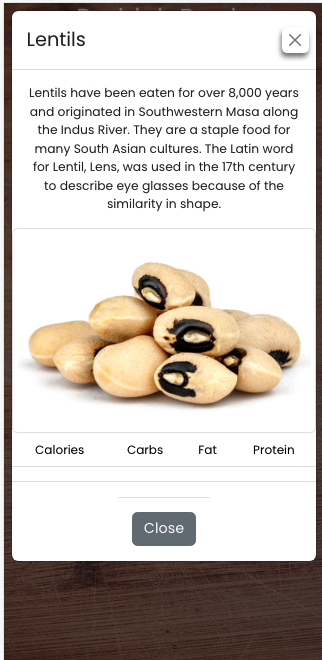 Lentils
Lentils have been eaten for over 8,000 years
and originated in Southwestern Masa along
the Indus River. They are a staple food for
many South Asian cultures. The Latin word
for Lentil, Lens, was used in the 17th century
to describe eye glasses because of the
similarity in shape.
Calories Carbs Fat Protein
Close